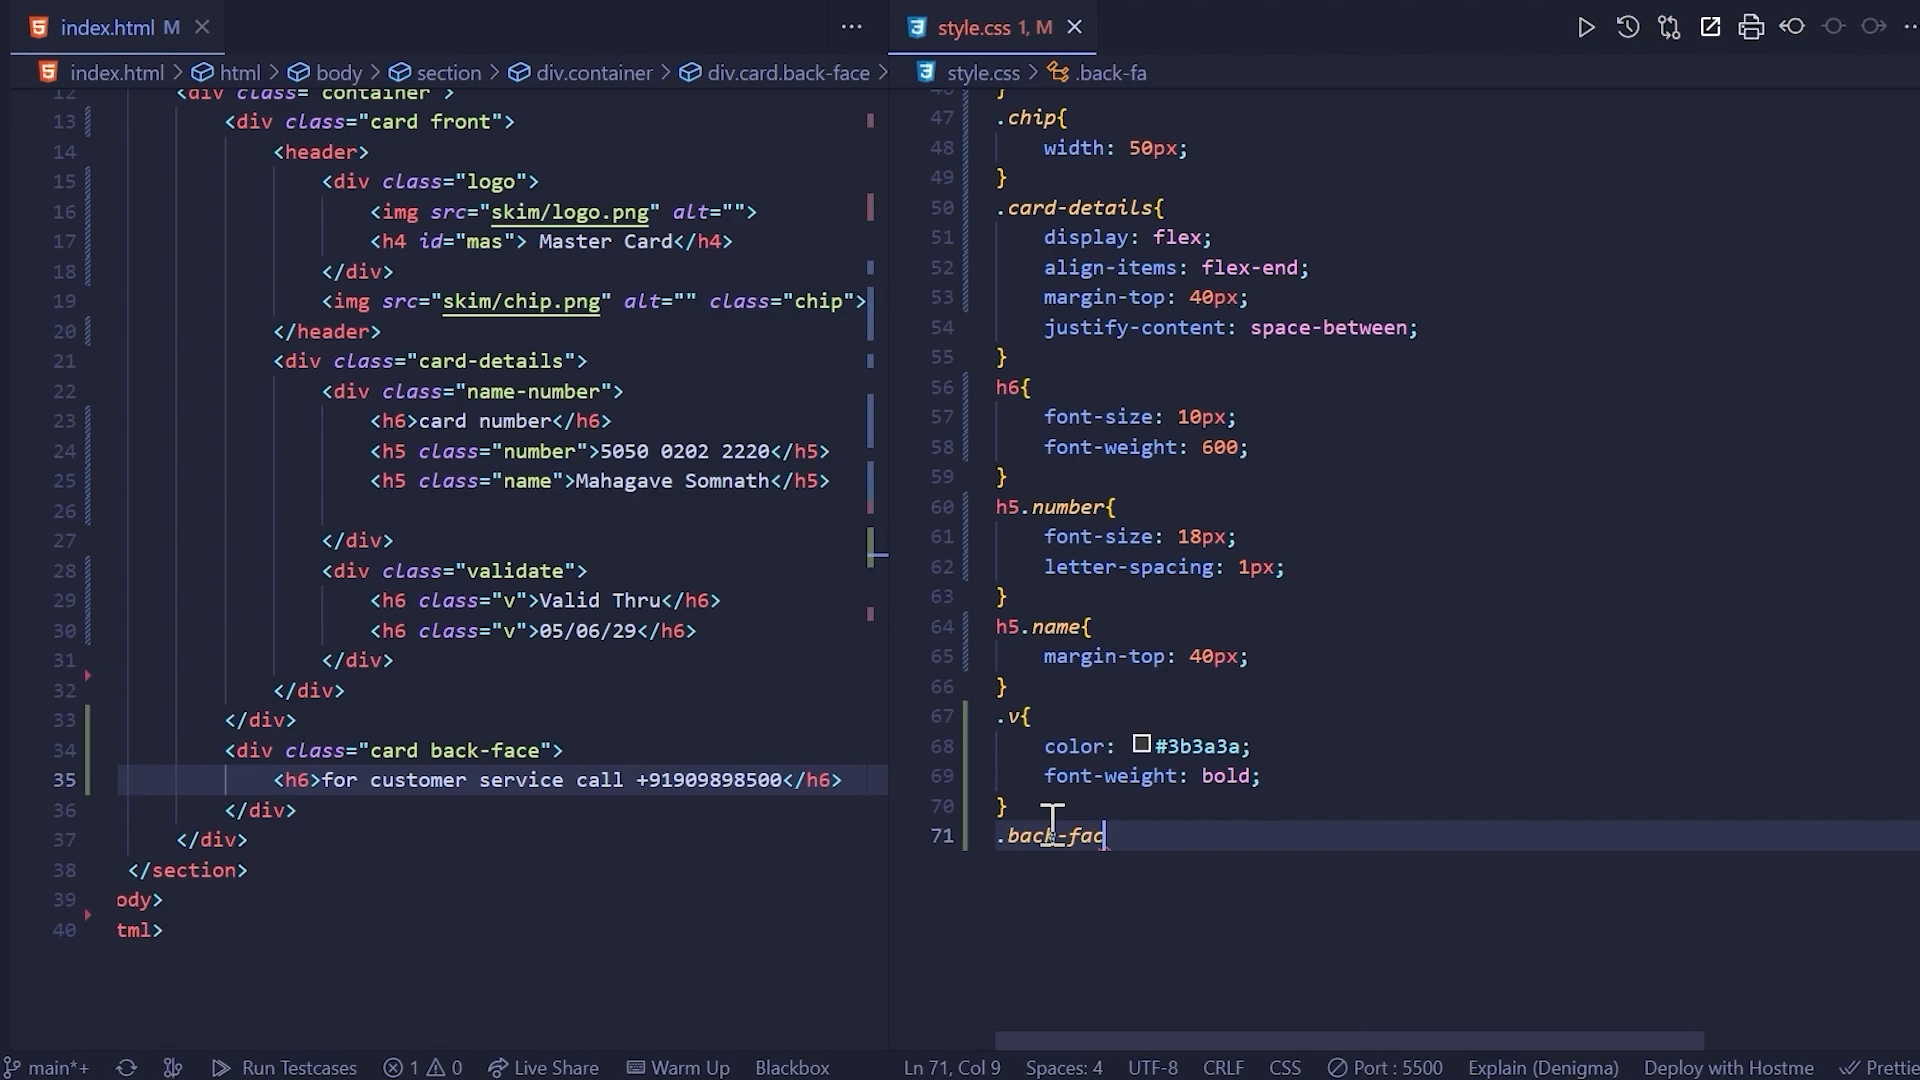 index.html M
style.css 1, M
index.html > html > body > section > div.container > div.card.back-face >
style.css > .back-fa
12 <div class="container">
13 <div class="card front">
14 <header>
15 <div class="logo">
16 <img src="skim/logo.png" alt="">
17 <h4 id="mas"> Master Card</h4>
18 </div>
19 <img src="skim/chip.png" alt="" class="chip">
20 </header>
21 <div class="card-details">
22 <div class="name-number">
23 <h6>card number</h6>
24 <h5 class="number">5050 0202 2220</h5>
25 <h5 class="name">Mahagave Somnath</h5>
26
27 </div>
28 <div class="validate">
29 <h6 class="v">Valid Thru</h6>
30 <h6 class="v">05/06/29</h6>
31 </div>
32 </div>
33 </div>
34 <div class="card back-face">
35 <h6>for customer service call +91909898500</h6>
36 </div>
37 </div>
38 </section>
39 ody>
40 tml>
46 }
47 .chip{
48 width: 50px;
49 }
50 .card-details{
51 display: flex;
52 align-items: flex-end;
53 margin-top: 40px;
54 justify-content: space-between;
55 }
56 h6{
57 font-size: 10px;
58 font-weight: 600;
59 }
60 h5.number{
61 font-size: 18px;
62 letter-spacing: 1px;
63 }
64 h5.name{
65 margin-top: 40px;
66 }
67 .v{
68 color: #3b3a3a;
69 font-weight: bold;
70 }
71 .back-fac
main*+ Run Testcases 1 0 Live Share Warm Up Blackbox Ln 71, Col 9 Spaces: 4 UTF-8 CRLF CSS Port : 5500 Explain (Denigma) Deploy with Hostme Prettie